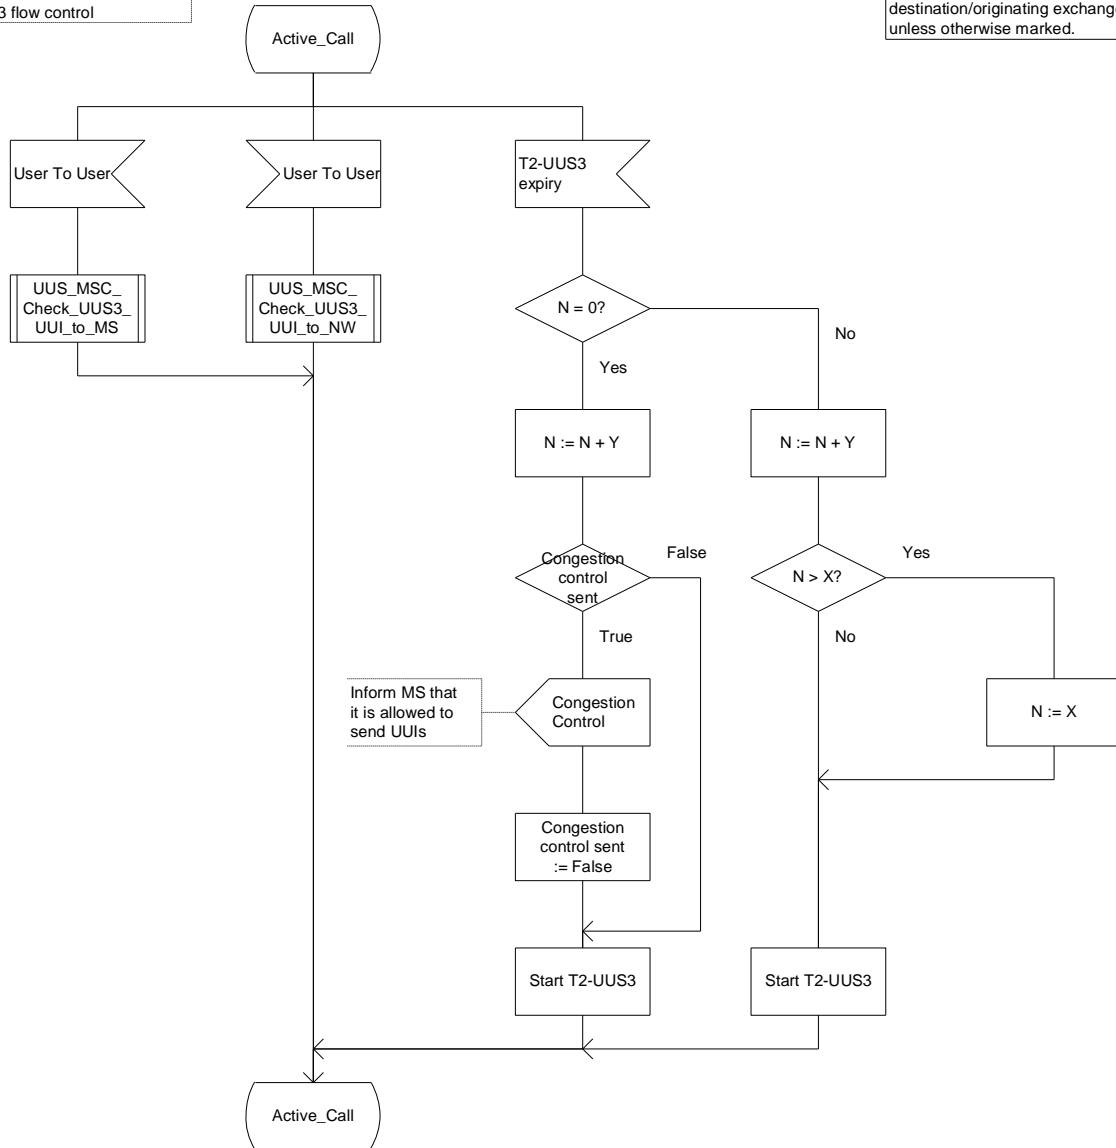 3 flow control
destination/originating exchange
unless otherwise marked.
Active_Call
User To User
User To User
T2-UUS3
expiry
UUS_MSC_
Check_UUS3_
UUI_to_MS
UUS_MSC_
Check_UUS3_
UUI_to_NW
N = 0?
No
Yes
N := N + Y
N := N + Y
Congestion
control
sent
False
N > X?
Yes
True
No
Inform MS that
it is allowed to
send UUIs
Congestion
Control
N := X
Congestion
control sent
:= False
Start T2-UUS3
Start T2-UUS3
Active_Call